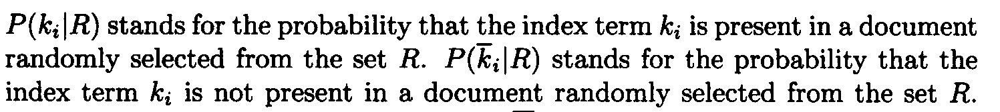 P(k_i|R) stands for the probability that the index term k_i is present in a document
randomly selected from the set R. P(k̄_i|R) stands for the probability that the
index term k_i is not present in a document randomly selected from the set R.